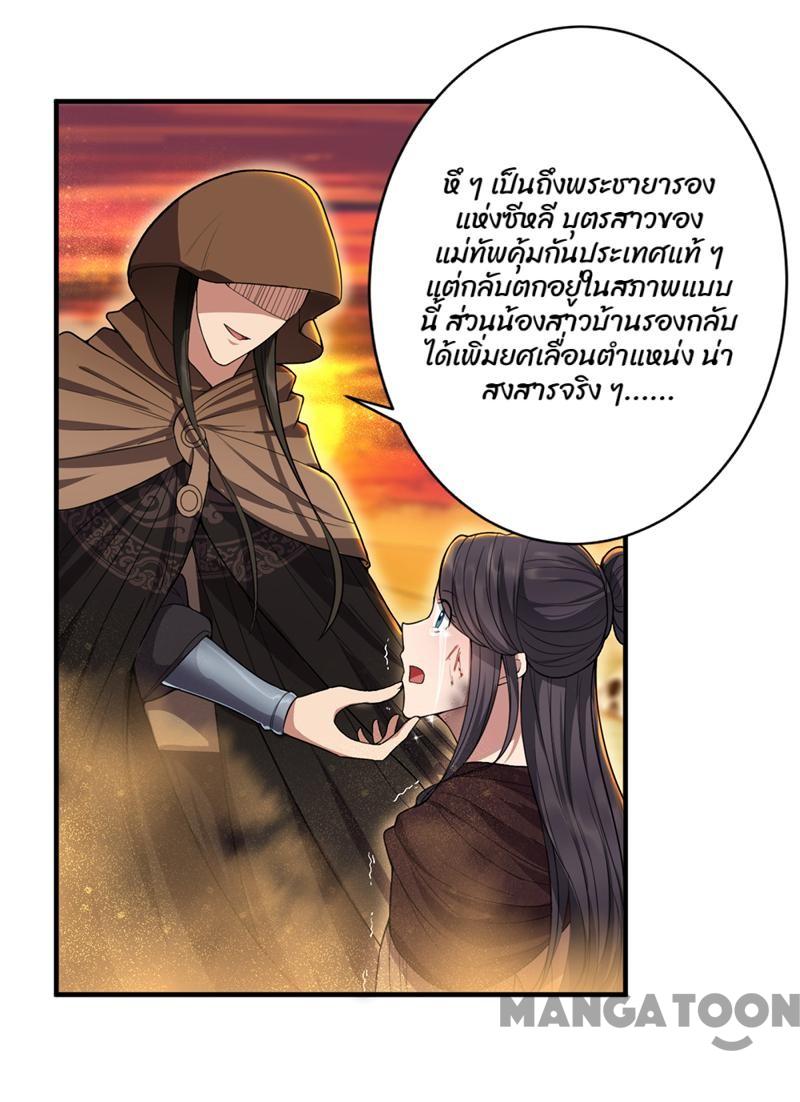 หึ ๆ เป็นถึงพระชายารอง
แห่งซีหลี บุตรสาวของ
แม่ทัพคุ้มกันประเทศแท้ ๆ
แต่กลับตกอยู่ในสภาพแบบ
นี้ ส่วนน้องสาวบ้านรองกลับ
ได้เพิ่มยศเลื่อนตำแหน่ง น่า
สงสารจริง ๆ......
MANGATOON